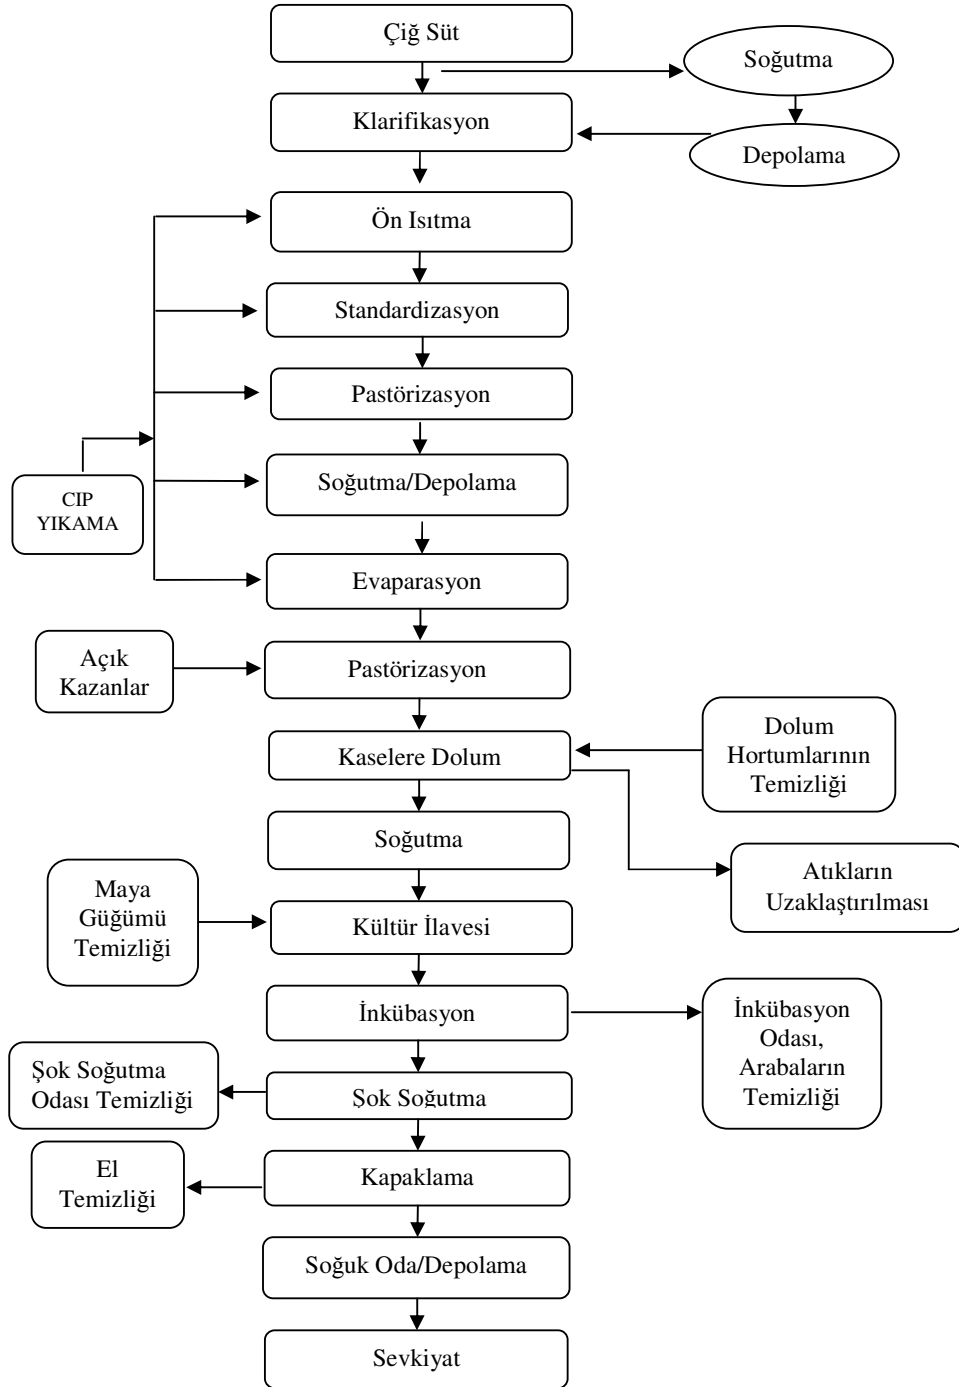 Çiğ Süt
Soğutma
Klarifikasyon
Depolama
Ön Isıtma
Standardizasyon
Pastörizasyon
Soğutma/Depolama
CIP
YIKAMA
Evaparasyon
Açık
Kazanlar
Pastörizasyon
Kaselere Dolum
Dolum
Hortumlarının
Temizliği
Soğutma
Atıkların
Uzaklaştırılması
Maya
Güğümü
Temizliği
Kültür İlavesi
İnkübasyon
İnkübasyon
Odası,
Arabaların
Temizliği
Şok Soğutma
Odası Temizliği
Şok Soğutma
El
Temizliği
Kapaklama
Soğuk Oda/Depolama
Sevkiyat